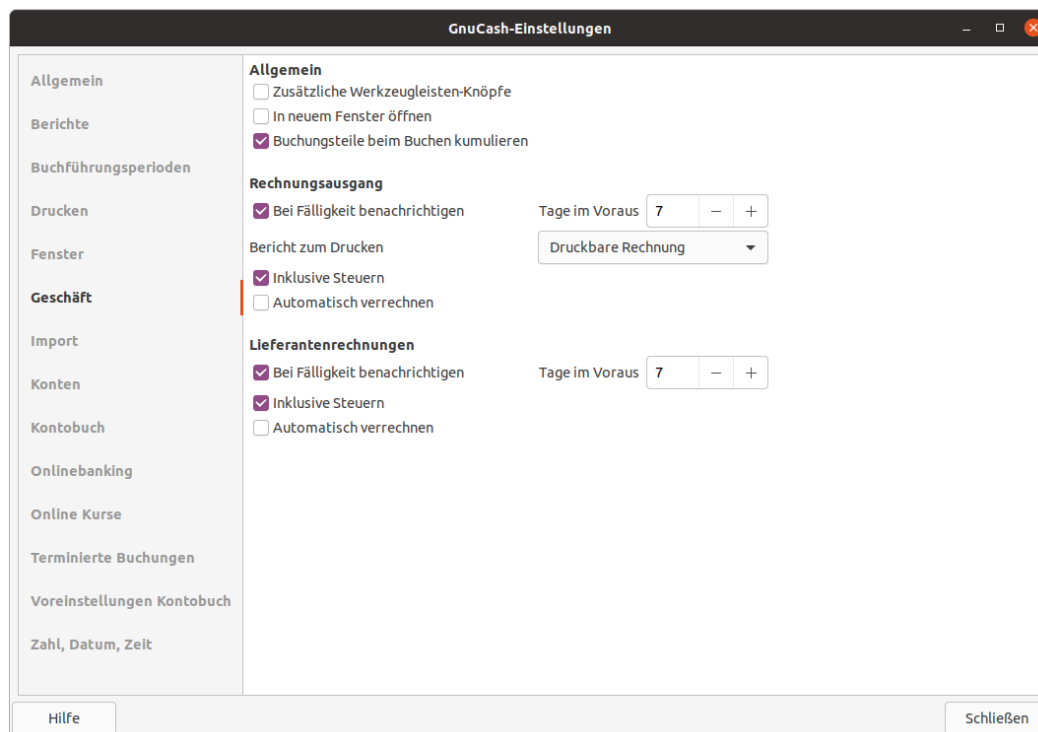 GnuCash-Einstellungen
Allgemein
Berichte
Buchführungsperioden
Drucken
Fenster
Geschäft
Import
Konten
Kontobuch
Onlinebanking
Online Kurse
Terminierte Buchungen
Voreinstellungen Kontobuch
Zahl, Datum, Zeit
Allgemein
Zusätzliche Werkzeugleisten-Knöpfe
In neuem Fenster öffnen
Buchungsteile beim Buchen kumulieren
Rechnungsausgang
Bei Fälligkeit benachrichtigen Tage im Voraus 7
Bericht zum Drucken Druckbare Rechnung
Inklusive Steuern
Automatisch verrechnen
Lieferantenrechnungen
Bei Fälligkeit benachrichtigen Tage im Voraus 7
Inklusive Steuern
Automatisch verrechnen
Hilfe Schließen